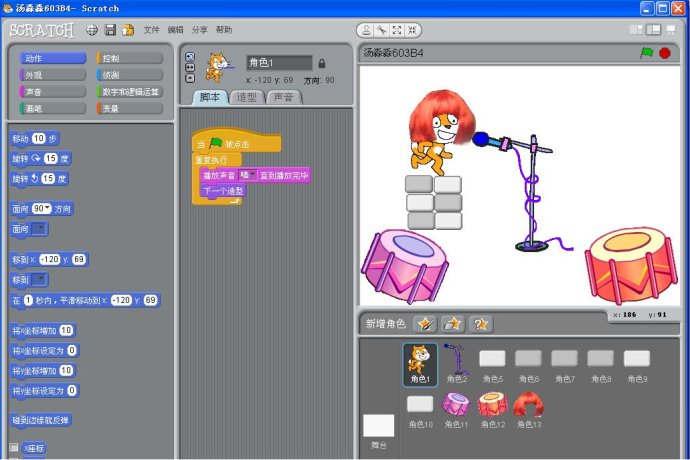 汤淼淼603B4- Scratch
SCRATCH 文件 编辑 分享 帮助
动作 控制
外观 侦测
声音 数字和逻辑运算
画笔 变量
角色1
x: -120 y: 69 方向: 90
脚本 造型 声音
汤淼淼603B4
移动 10 步
旋转 15 度
旋转 15 度
面向 90 方向
面向
移到 x: -120 y: 69
移到
在 1 秒内，平滑移动到 x: -120 y: 69
将x坐标增加 10
将x坐标设定为 0
将y坐标增加 10
将y坐标设定为 0
碰到边缘就反弹
x座标
当 被点击
重复执行
播放声音 喵 直到播放完毕
下一个造型
x: 186 y: 91
新增角色
角色1 角色2 角色5 角色6 角色7 角色8 角色9
角色10 角色11 角色12 角色13
舞台